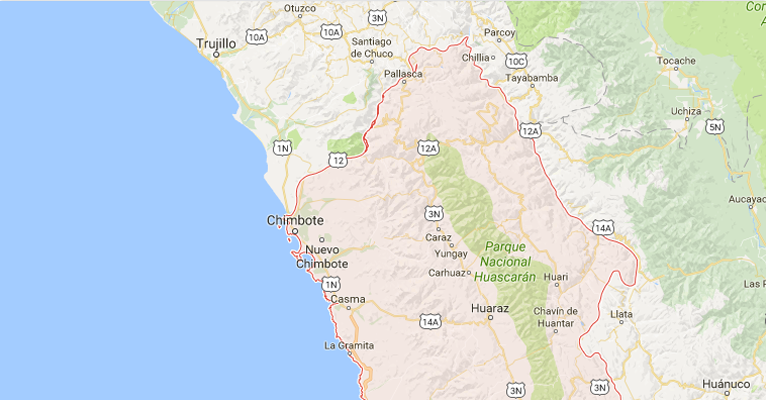 Otuzco
3N
Parcoy
Con
A
10A
10A
Trujillo
Santiago
de Chuco
Chillia
10C
Tocache
Pallasca
Tayabamba
Uchiza
12A
5N
1N
12
12A
Aucayac
Chimbote
3N
14A
Caraz
Nuevo
Chimbote
Yungay
Parque
Nacional
Huascarán
Carhuaz
Huari
1N
Las P
Casma
Huaraz
Chavín de
Huantar
Llata
14A
La Gramita
3N
3N
Huánuco